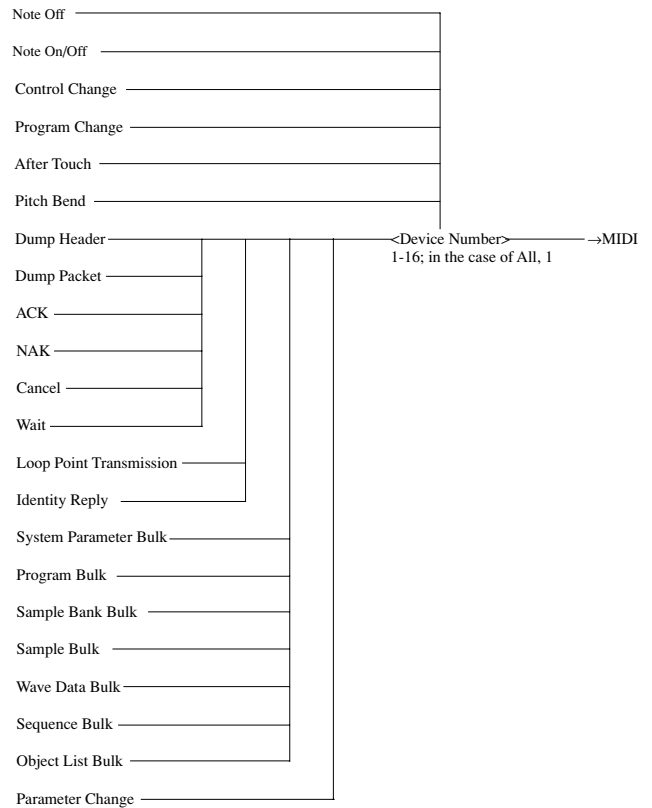 Note Off
Note On/Off
Control Change
Program Change
After Touch
Pitch Bend
Dump Header <Device Number> →MIDI
1-16; in the case of All, 1
Dump Packet
ACK
NAK
Cancel
Wait
Loop Point Transmission
Identity Reply
System Parameter Bulk
Program Bulk
Sample Bank Bulk
Sample Bulk
Wave Data Bulk
Sequence Bulk
Object List Bulk
Parameter Change